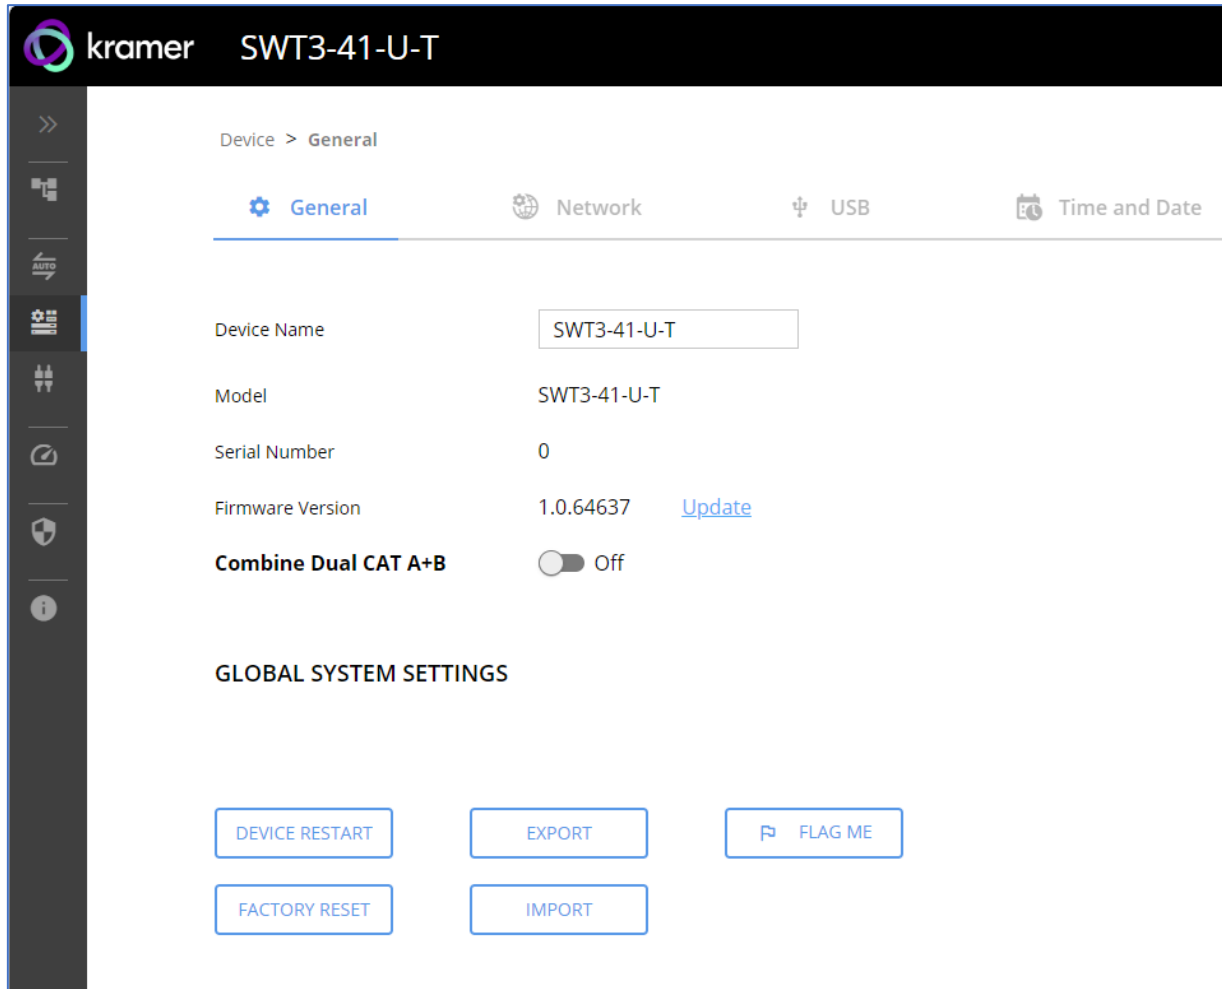 kramer SWT3-41-U-T
Device > General
General Network USB Time and Date
AUTO
Device Name SWT3-41-U-T
Model SWT3-41-U-T
Serial Number 0
Firmware Version 1.0.64637 Update
Combine Dual CAT A+B Off
GLOBAL SYSTEM SETTINGS
DEVICE RESTART EXPORT FLAG ME
FACTORY RESET IMPORT